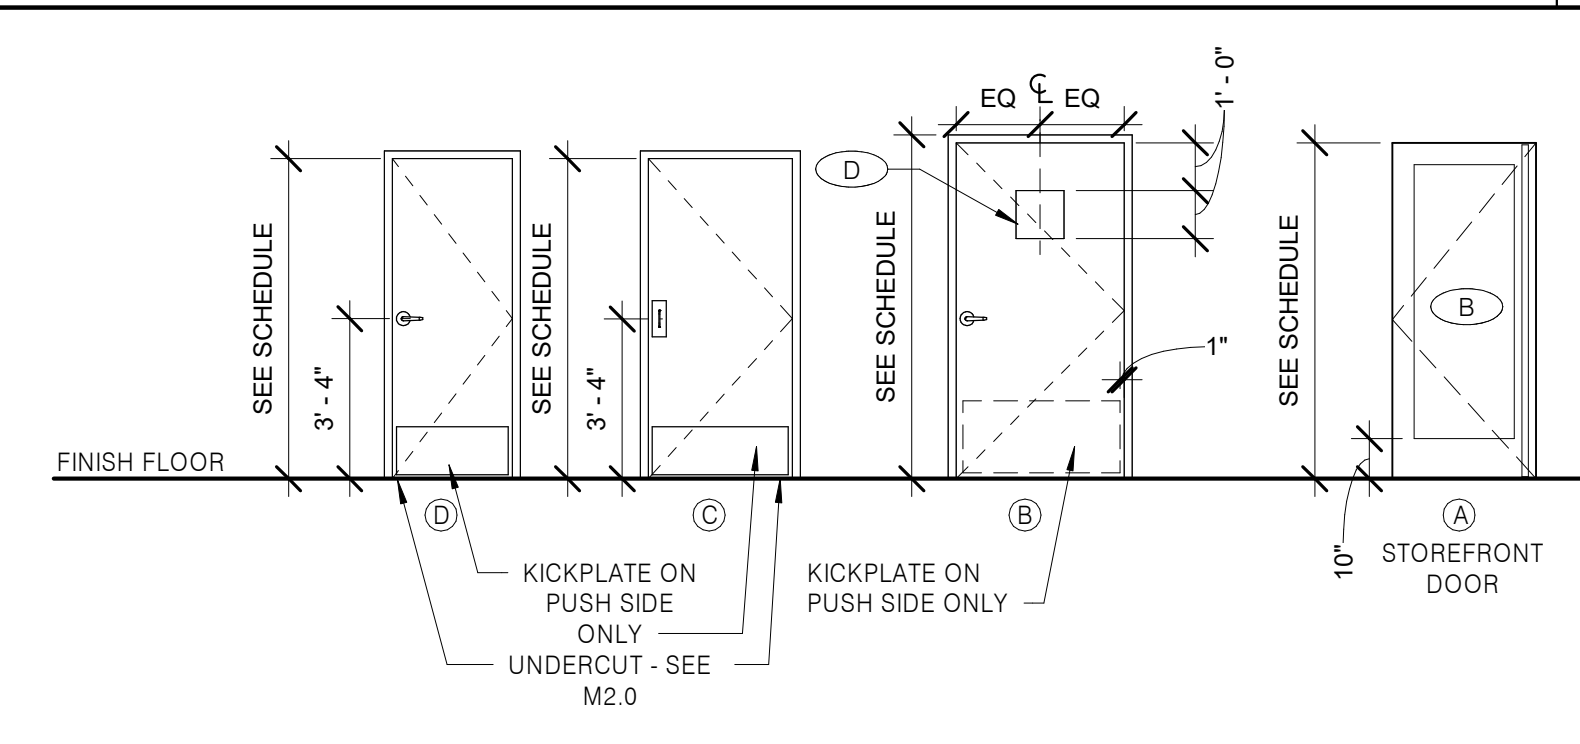 EQ
℄
EQ
1' - 0"
D
SEE SCHEDULE
3' - 4"
SEE SCHEDULE
3' - 4"
SEE SCHEDULE
1"
SEE SCHEDULE
B
10"
FINISH FLOOR
D
C
B
A
STOREFRONT
DOOR
KICKPLATE ON
PUSH SIDE
ONLY
UNDERCUT - SEE
M2.0
KICKPLATE ON
PUSH SIDE ONLY